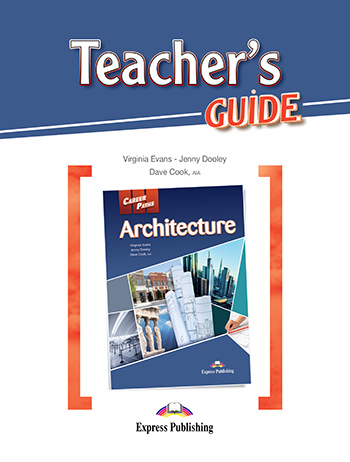 Teacher's
GUIDE
Virginia Evans - Jenny Dooley
Dave Cook, AIA
CAREER
PATHS
Architecture
Virginia Evans
Jenny Dooley
Dave Cook, AIA
Express Publishing
Express Publishing